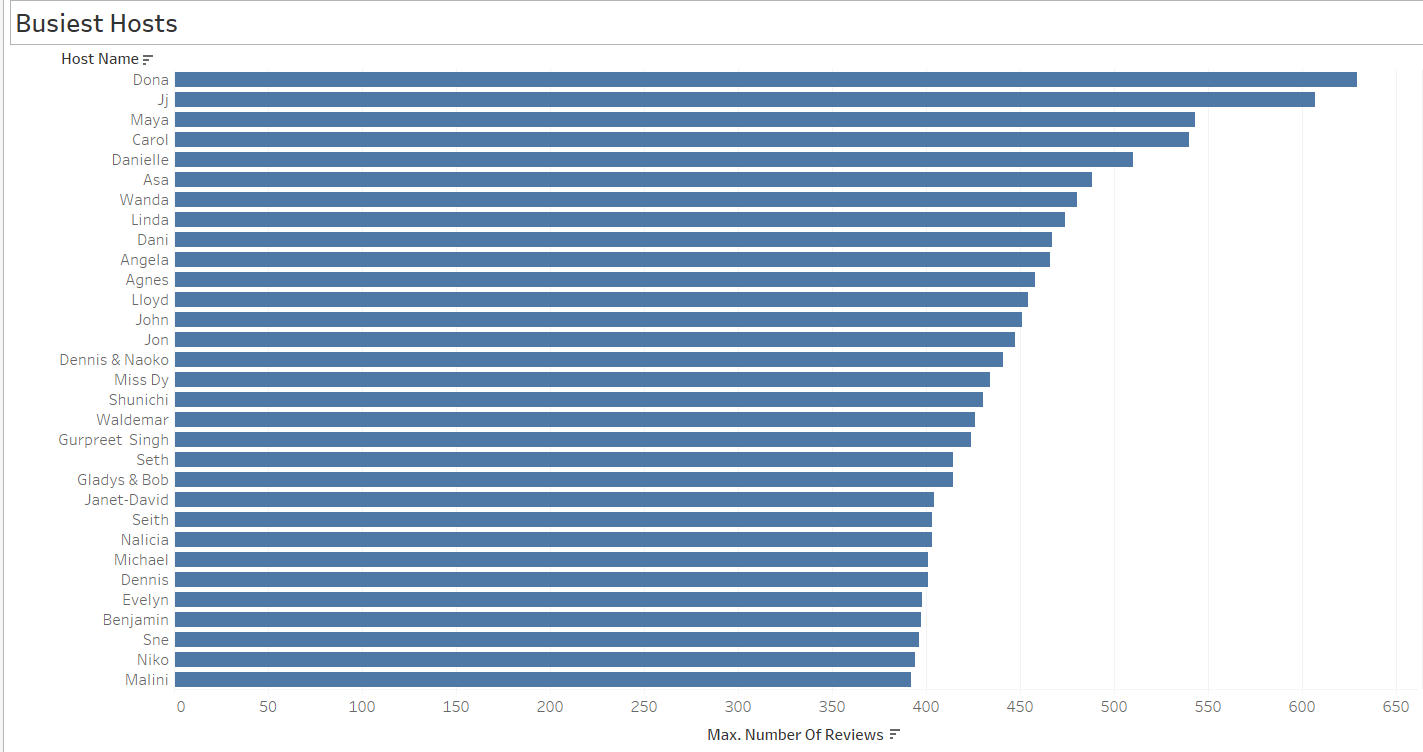 Busiest Hosts
Host Name
Dona
Jj
Maya
Carol
Danielle
Asa
Wanda
Linda
Dani
Angela
Agnes
Lloyd
John
Jon
Dennis & Naoko
Miss Dy
Shunichi
Waldemar
Gurpreet  Singh
Seth
Gladys & Bob
Janet-David
Seith
Nalicia
Michael
Dennis
Evelyn
Benjamin
Sne
Niko
Malini
0 50 100 150 200 250 300 350 400 450 500 550 600 650
Max. Number Of Reviews